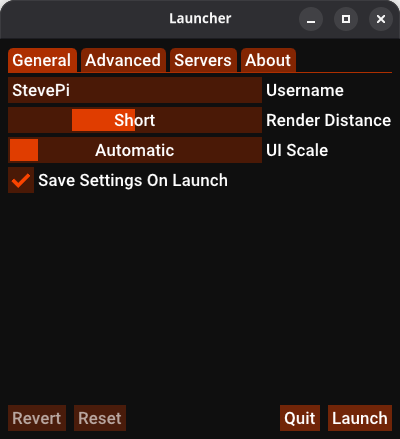 Launcher
General Advanced Servers About
StevePi Username
Short Render Distance
Automatic UI Scale
Save Settings On Launch
Revert Reset Quit Launch